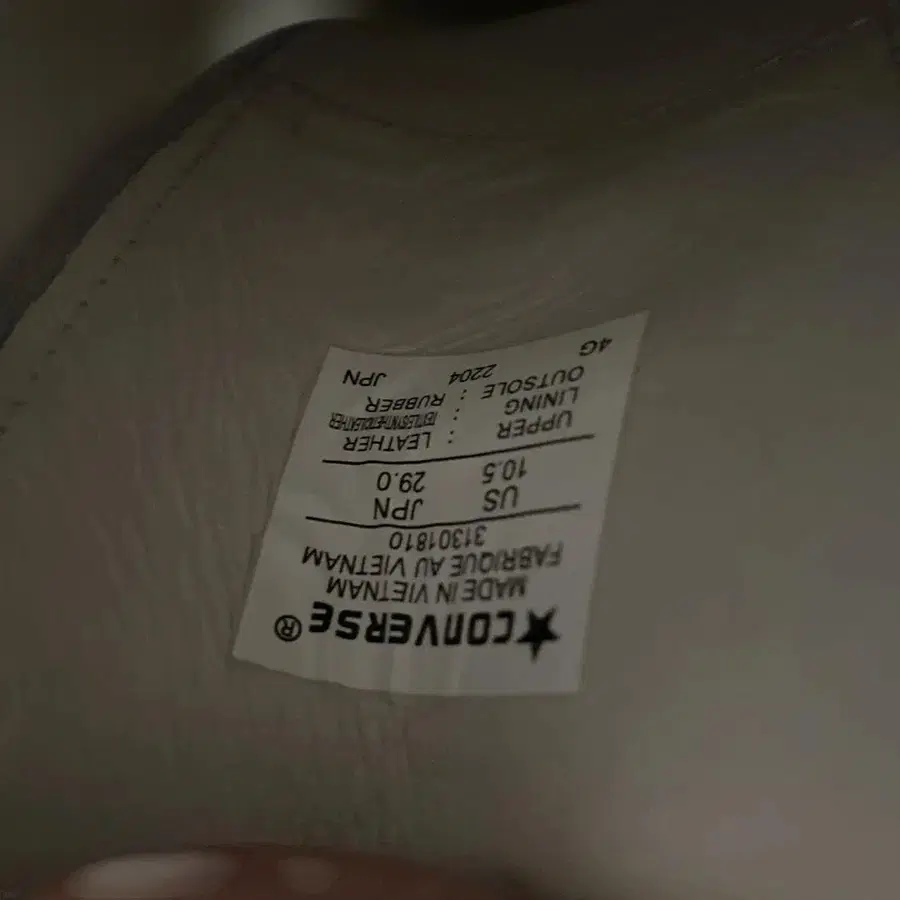 ★CONVERSE®
MADE IN VIETNAM
FABRIQUE AU VIETNAM
31301810
US JPN
10.5 29.0
UPPER : LEATHER
LINING :
OUTSOLE : RUBBER
4G 2204 JPN